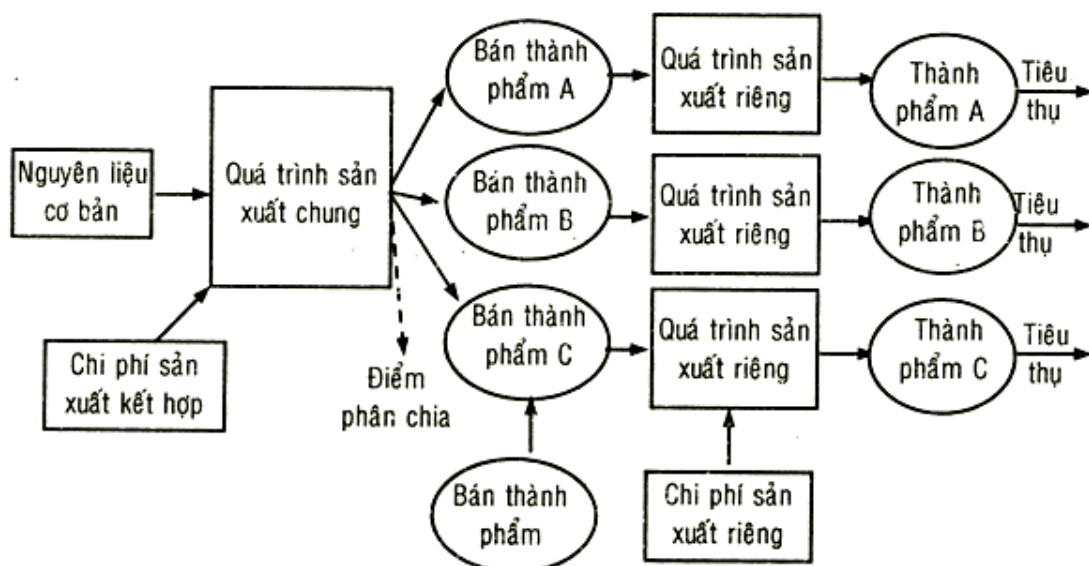 Bán thành
phẩm A
Quá trình sản
xuất riêng
Thành
phẩm A
Tiêu
thụ
Nguyên liệu
cơ bản
Quá trình sản
xuất chung
Bán thành
phẩm B
Quá trình sản
xuất riêng
Thành
phẩm B
Tiêu
thụ
Chi phí sản
xuất kết hợp
Điểm
phân chia
Bán thành
phẩm C
Quá trình sản
xuất riêng
Thành
phẩm C
Tiêu
thụ
Bán thành
phẩm
Chi phí sản
xuất riêng